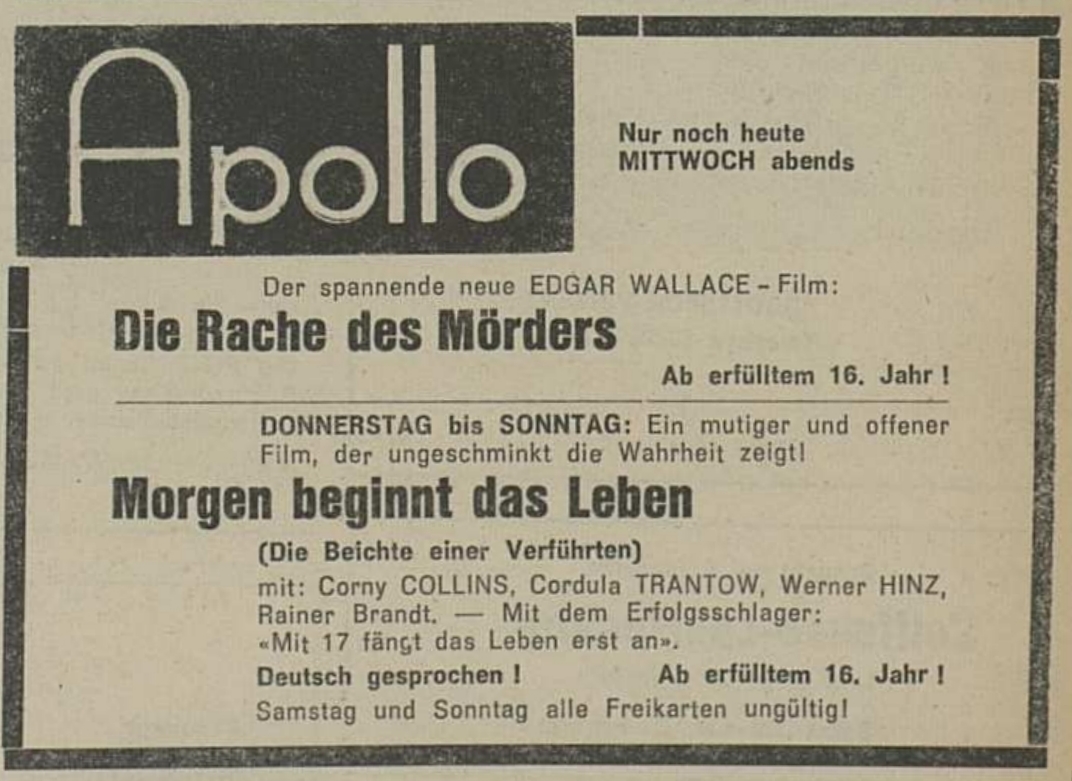 Apollo
Nur noch heute
MITTWOCH abends
Der spannende neue EDGAR WALLACE – Film:
Die Rache des Mörders
Ab erfülltem 16. Jahr !
DONNERSTAG bis SONNTAG: Ein mutiger und offener
Film, der ungeschminkt die Wahrheit zeigt!
Morgen beginnt das Leben
(Die Beichte einer Verführten)
mit: Corny COLLINS, Cordula TRANTOW, Werner HINZ,
Rainer Brandt. — Mit dem Erfolgsschlager:
«Mit 17 fängt das Leben erst an».
Deutsch gesprochen ! Ab erfülltem 16. Jahr !
Samstag und Sonntag alle Freikarten ungültig!